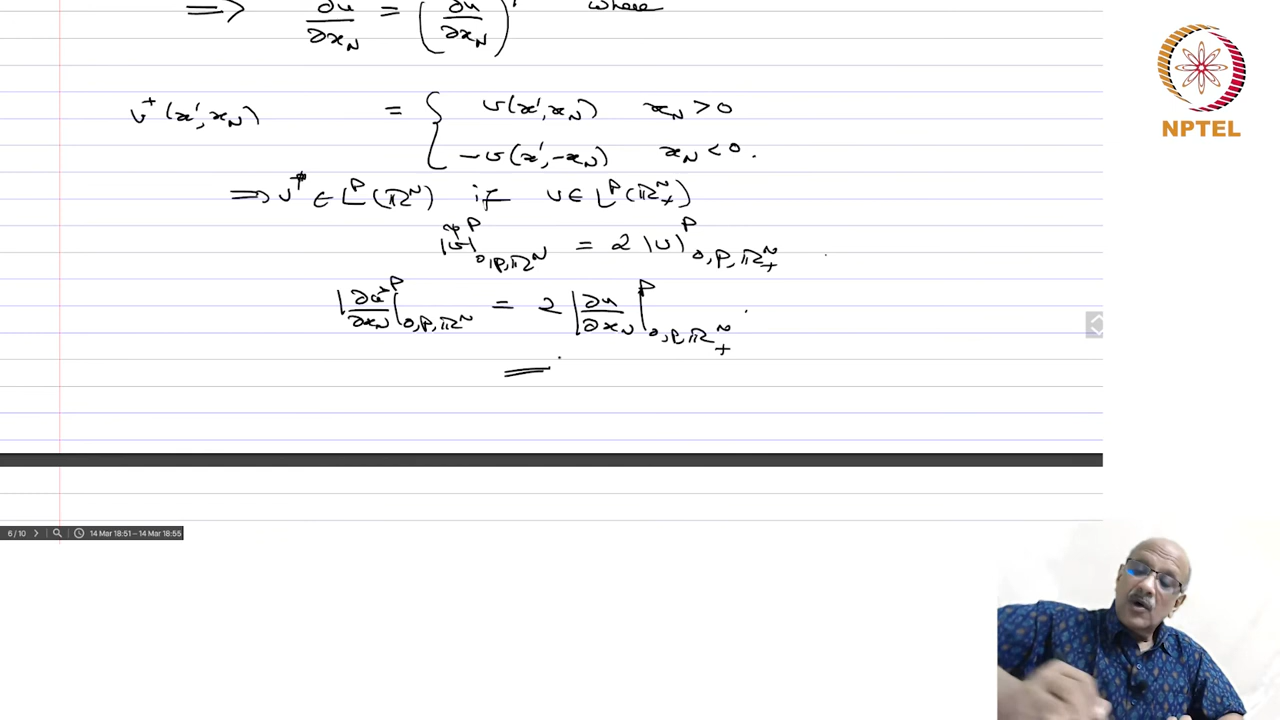 ⟹ ∂u/∂x_N = (∂u/∂x_N)' where
v⁺(x',x_N) = { v(x',x_N) x_N > 0
-v(x',-x_N) x_N < 0.
⟹ v⁺ ∈ L^P(ℝ^N) if v ∈ L^P(ℝ^N_+)
|v⁺|^P_{0,P,ℝ^N} = 2 |v|^P_{0,P,ℝ^N_+}
|∂u*/∂x_N|^P_{0,P,ℝ^N} = 2 |∂u/∂x_N|^P_{0,P,ℝ^N_+}.
NPTEL
6 / 10 14 Mar 18:51 – 14 Mar 18:55